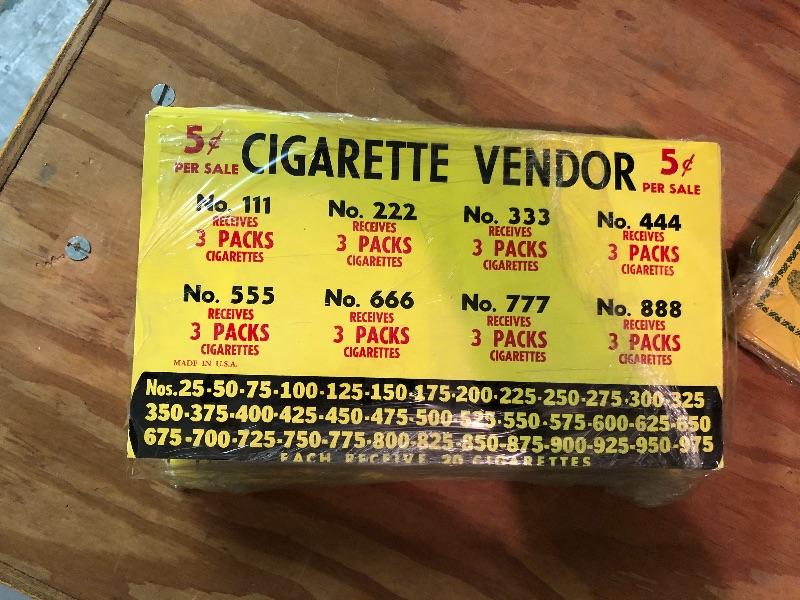 5¢ CIGARETTE VENDOR 5¢
PER SALE PER SALE
No. 111 No. 222 No. 333 No. 444
RECEIVES RECEIVES RECEIVES RECEIVES
3 PACKS 3 PACKS 3 PACKS 3 PACKS
CIGARETTES CIGARETTES CIGARETTES CIGARETTES
No. 555 No. 666 No. 777 No. 888
RECEIVES RECEIVES RECEIVES RECEIVES
3 PACKS 3 PACKS 3 PACKS 3 PACKS
CIGARETTES CIGARETTES CIGARETTES CIGARETTES
MADE IN U.S.A.
Nos. 25-50-75-100-125-150-175-200-225-250-275-300-325
350-375-400-425-450-475-500-525-550-575-600-625-650
675-700-725-750-775-800-825-850-875-900-925-950-975
EACH RECEIVE 20 CIGARETTES